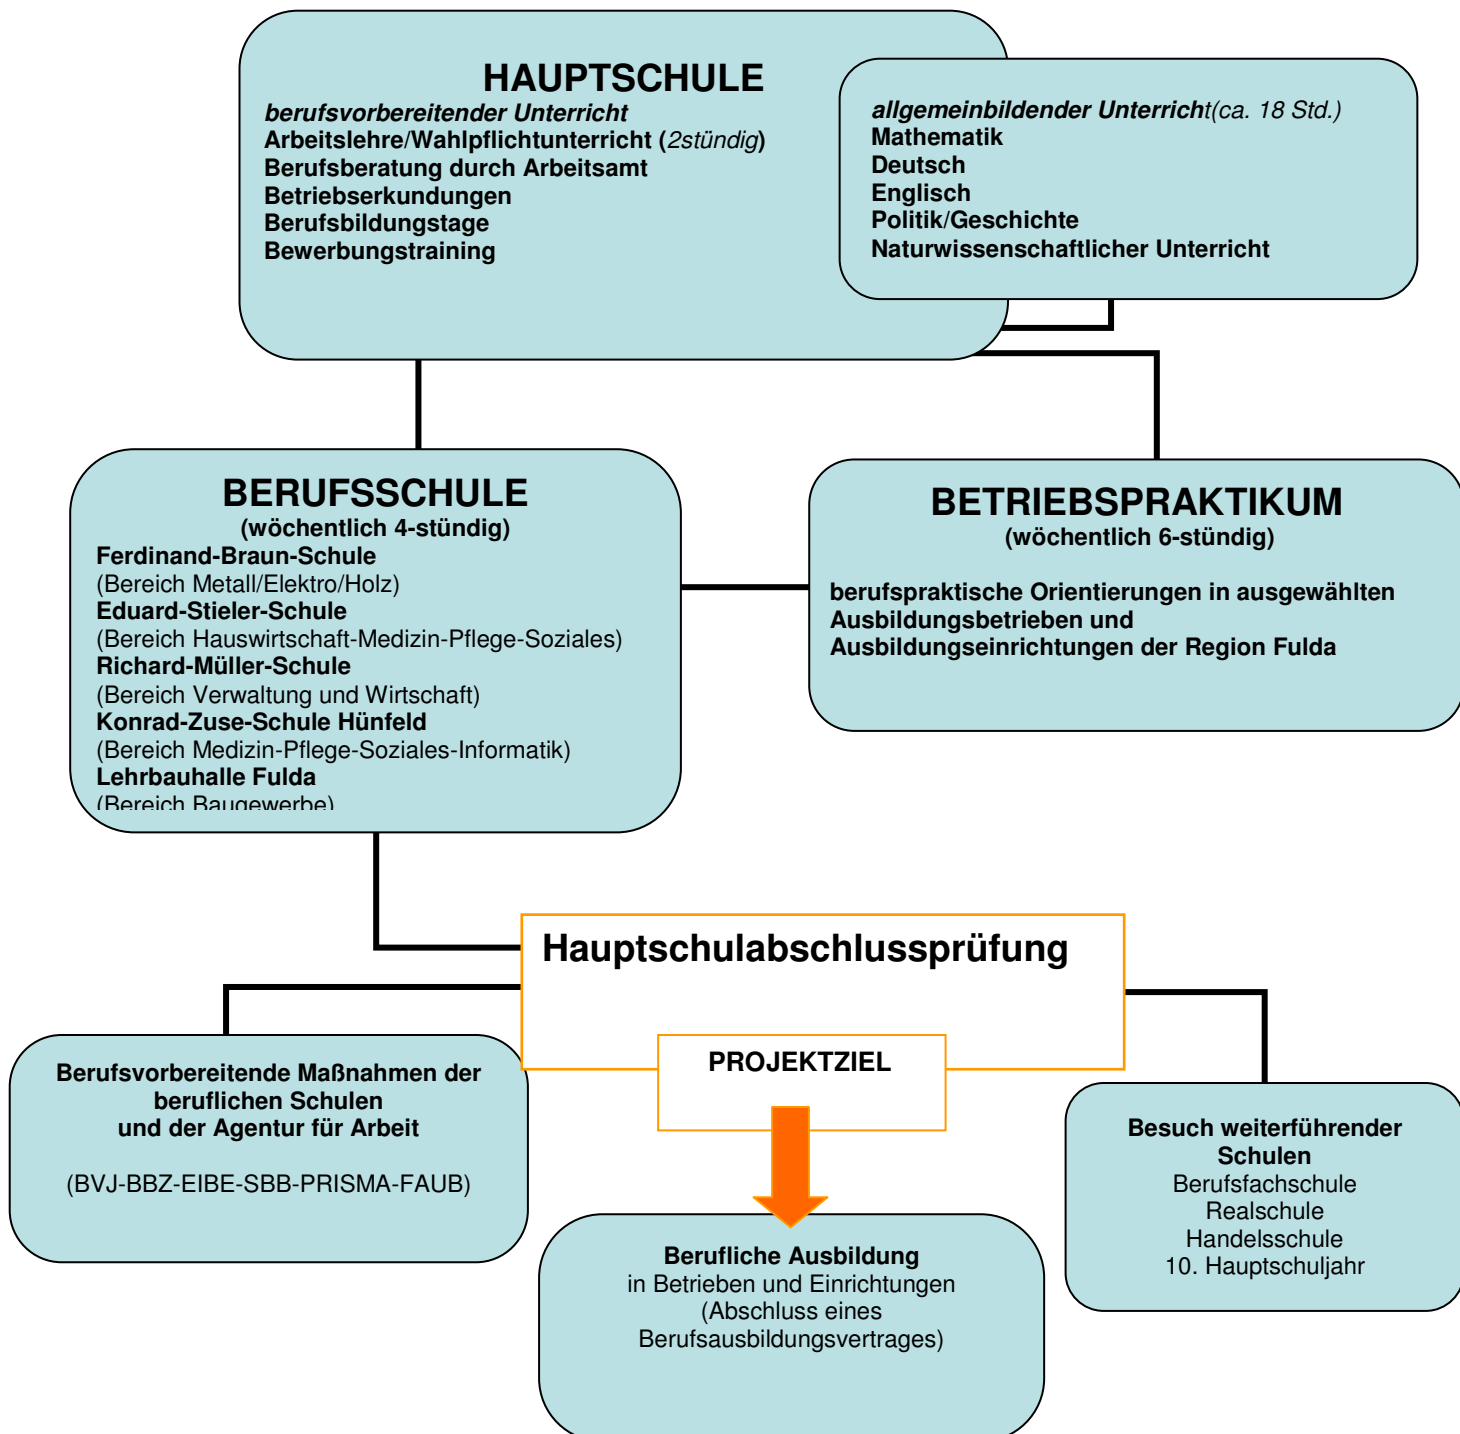 HAUPTSCHULE
berufsvorbereitender Unterricht
Arbeitslehre/Wahlpflichtunterricht (2stündig)
Berufsberatung durch Arbeitsamt
Betriebserkundungen
Berufsbildungstage
Bewerbungstraining
allgemeinbildender Unterricht(ca. 18 Std.)
Mathematik
Deutsch
Englisch
Politik/Geschichte
Naturwissenschaftlicher Unterricht
BERUFSSCHULE
(wöchentlich 4-stündig)
Ferdinand-Braun-Schule
(Bereich Metall/Elektro/Holz)
Eduard-Stieler-Schule
(Bereich Hauswirtschaft-Medizin-Pflege-Soziales)
Richard-Müller-Schule
(Bereich Verwaltung und Wirtschaft)
Konrad-Zuse-Schule Hünfeld
(Bereich Medizin-Pflege-Soziales-Informatik)
Lehrbauhalle Fulda
(Bereich Baugewerbe)
BETRIEBSPRAKTIKUM
(wöchentlich 6-stündig)
berufspraktische Orientierungen in ausgewählten
Ausbildungsbetrieben und
Ausbildungseinrichtungen der Region Fulda
Hauptschulabschlussprüfung
PROJEKTZIEL
Berufsvorbereitende Maßnahmen der
beruflichen Schulen
und der Agentur für Arbeit
(BVJ-BBZ-EIBE-SBB-PRISMA-FAUB)
Berufliche Ausbildung
in Betrieben und Einrichtungen
(Abschluss eines
Berufsausbildungsvertrages)
Besuch weiterführender
Schulen
Berufsfachschule
Realschule
Handelsschule
10. Hauptschuljahr